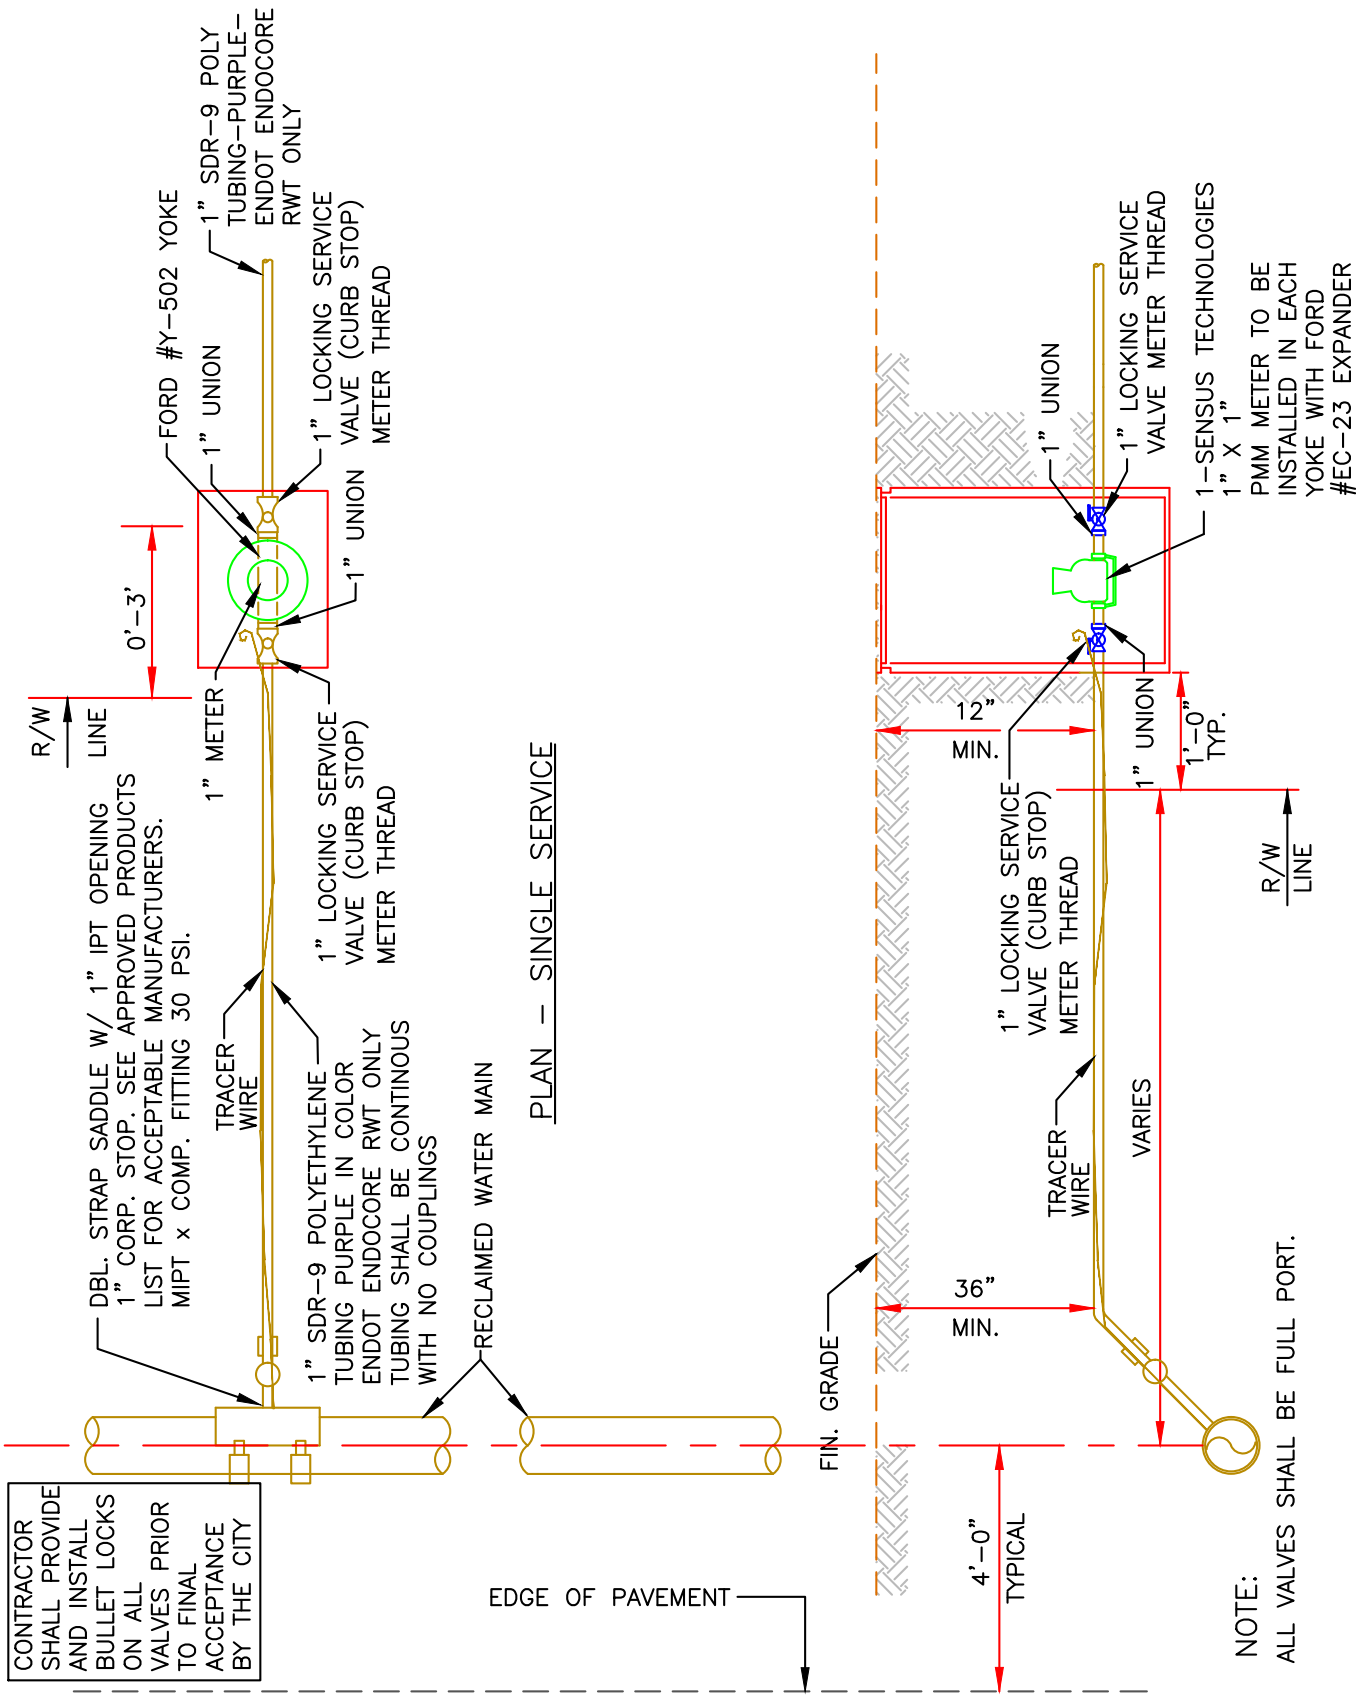 CONTRACTOR
SHALL PROVIDE
AND INSTALL
BULLET LOCKS
ON ALL
VALVES PRIOR
TO FINAL
ACCEPTANCE
BY THE CITY
DBL. STRAP SADDLE W/ 1" IPT OPENING
1" CORP. STOP. SEE APPROVED PRODUCTS
LIST FOR ACCEPTABLE MANUFACTURERS.
MIPT x COMP. FITTING 30 PSI.
R/W
LINE
0'-3'
FORD #Y-502 YOKE
1" UNION
1" SDR-9 POLY
TUBING-PURPLE-
ENDOT ENDOCORE
RWT ONLY
1" METER
TRACER
WIRE
1" LOCKING SERVICE
VALVE (CURB STOP)
METER THREAD
1" UNION
1" LOCKING SERVICE
VALVE (CURB STOP)
METER THREAD
1" SDR-9 POLYETHYLENE
TUBING PURPLE IN COLOR
ENDOT ENDOCORE RWT ONLY
TUBING SHALL BE CONTINOUS
WITH NO COUPLINGS
RECLAIMED WATER MAIN
PLAN - SINGLE SERVICE
EDGE OF PAVEMENT
FIN. GRADE
4'-0"
TYPICAL
36"
MIN.
12"
MIN.
1" LOCKING SERVICE
VALVE (CURB STOP)
METER THREAD
TRACER
WIRE
VARIES
1" UNION
1'-0"
TYP.
1" UNION
1" LOCKING SERVICE
VALVE METER THREAD
1-SENSUS TECHNOLOGIES
1" X 1"
PMM METER TO BE
INSTALLED IN EACH
YOKE WITH FORD
#EC-23 EXPANDER
R/W
LINE
NOTE:
ALL VALVES SHALL BE FULL PORT.